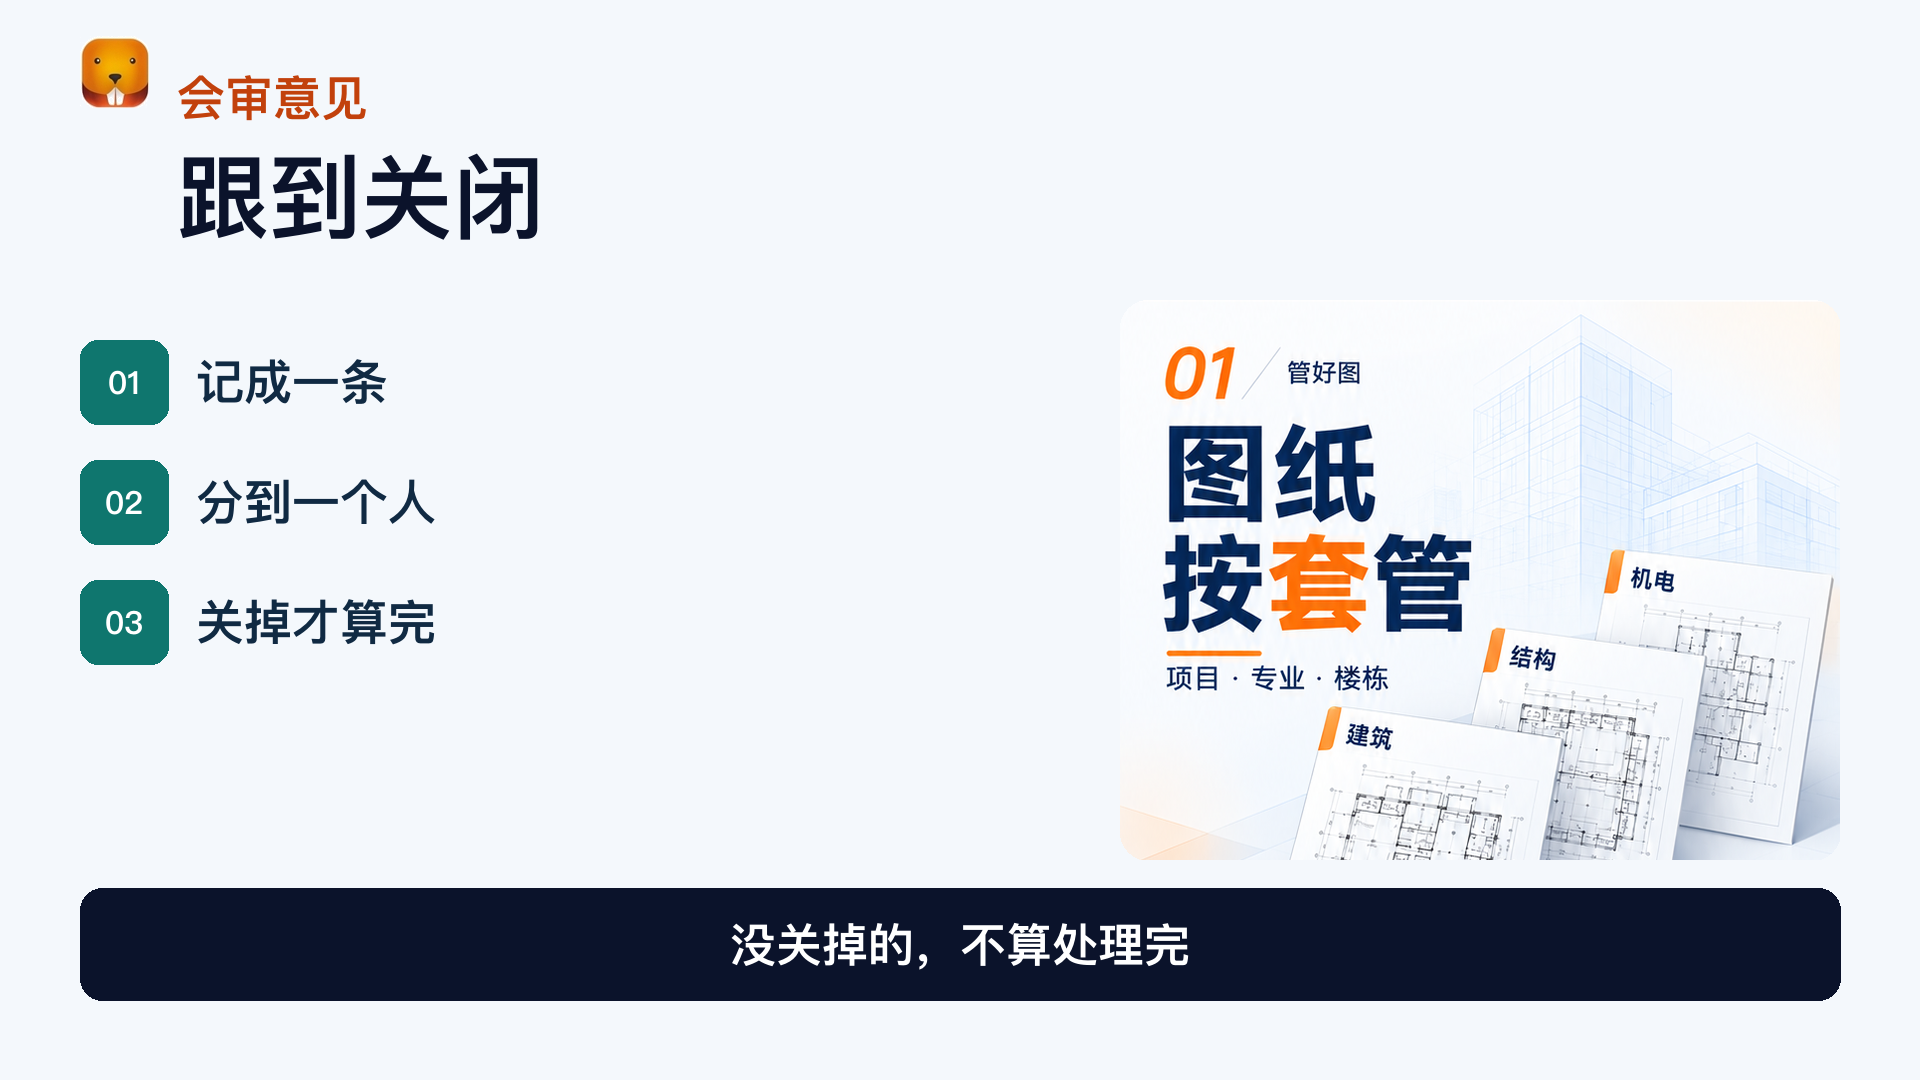 会审意见
跟到关闭
01 记成一条
02 分到一个人
03 关掉才算完
01 管好图
图纸
按套管
项目 · 专业 · 楼栋
机电
结构
建筑
没关掉的，不算处理完